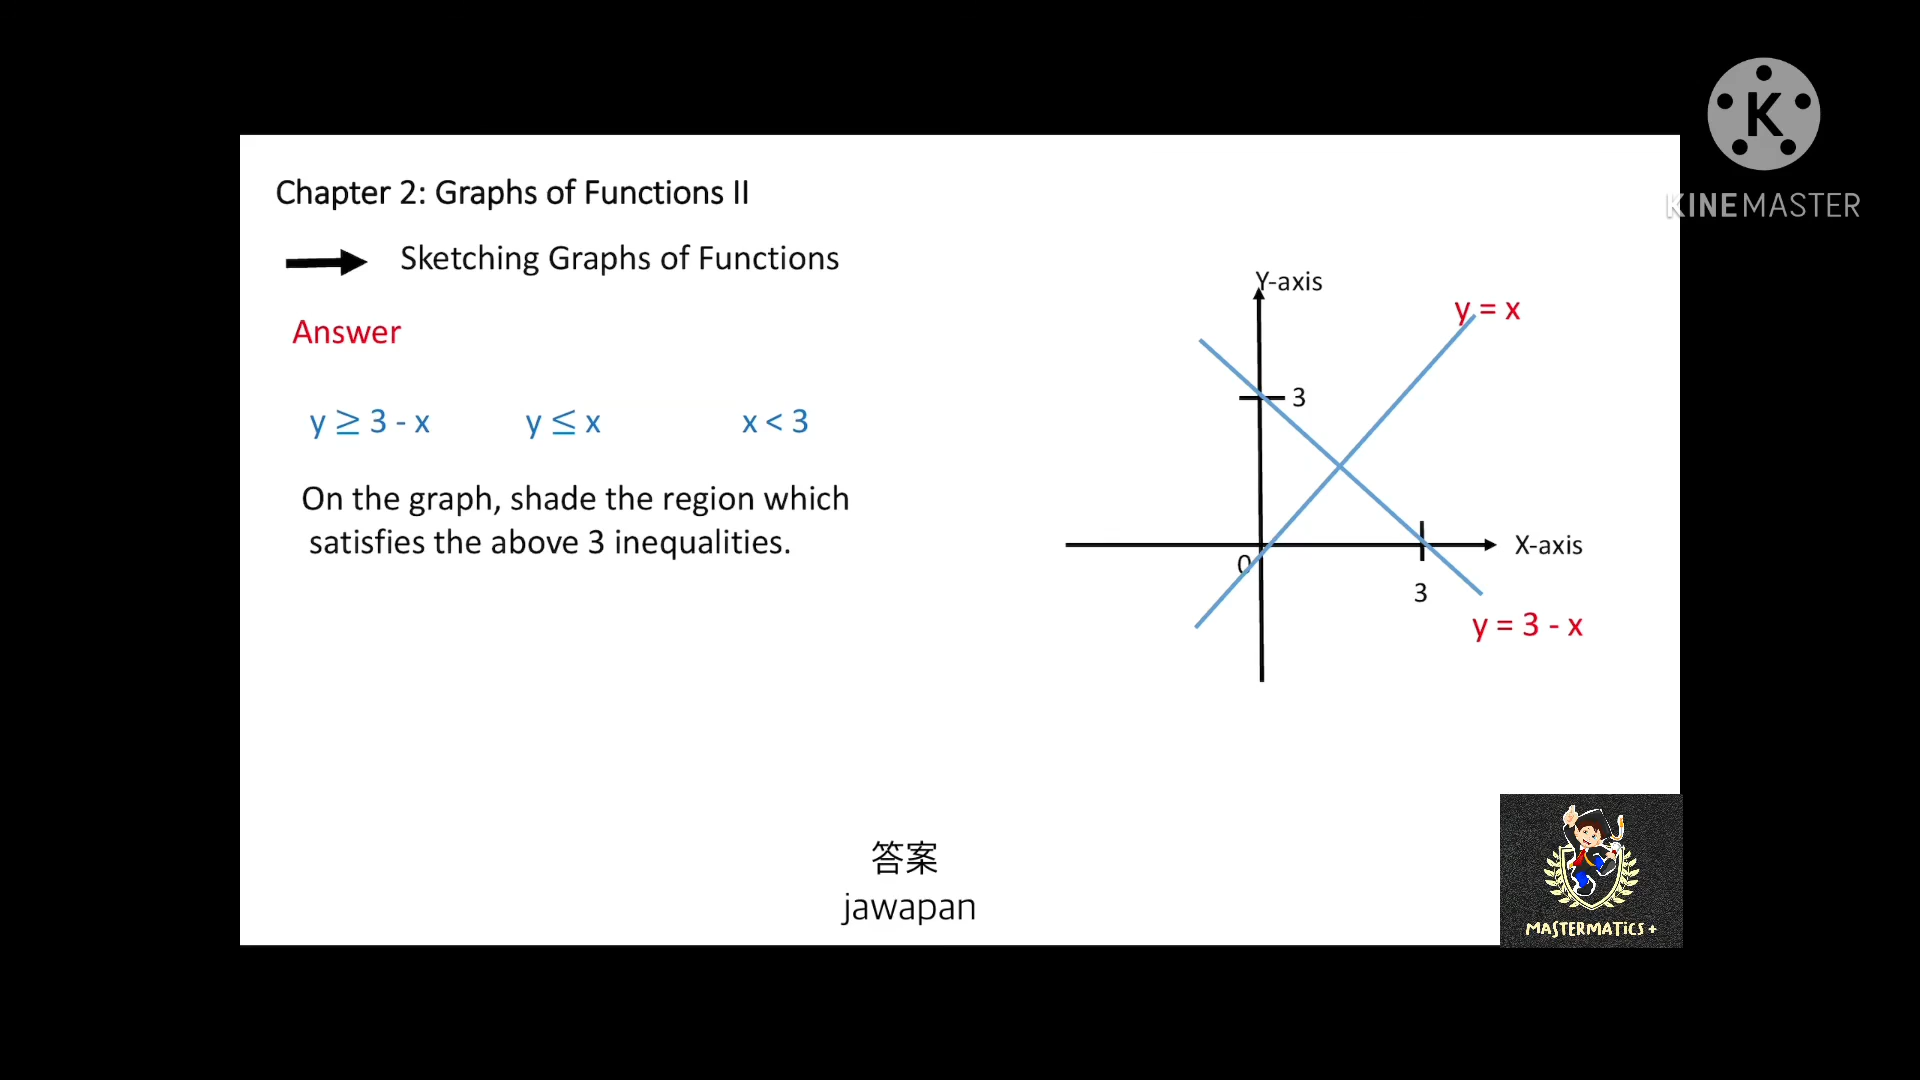 K
KINEMASTER
Chapter 2: Graphs of Functions II
Sketching Graphs of Functions
Answer
y ≥ 3 - x
y ≤ x
x < 3
On the graph, shade the region which
satisfies the above 3 inequalities.
Y-axis
y = x
3
0
X-axis
3
y = 3 - x
答案
jawapan
MASTERMATiCS +